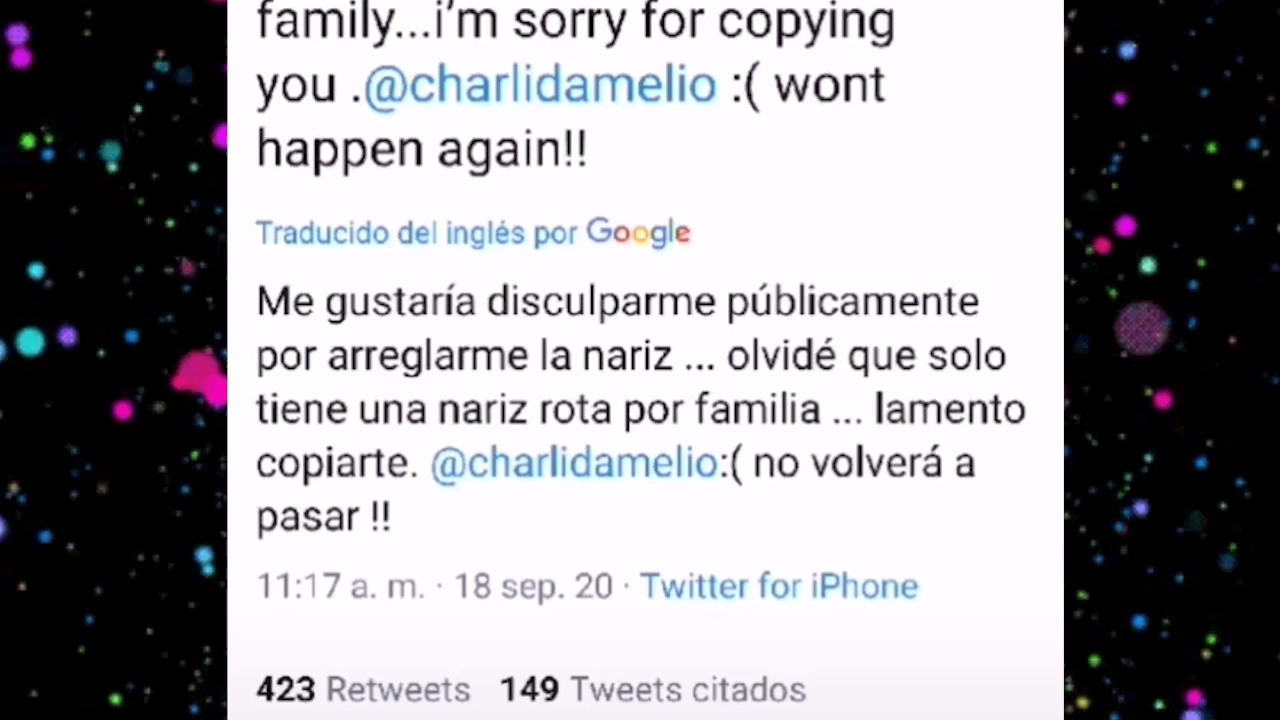 family...i'm sorry for copying
you .@charlidamelio :( wont
happen again!!
Traducido del inglés por Google
Me gustaría disculparme públicamente
por arreglarme la nariz ... olvidé que solo
tiene una nariz rota por familia ... lamento
copiarte. @charlidamelio:( no volverá a
pasar !!
11:17 a. m. · 18 sep. 20 · Twitter for iPhone
423 Retweets 149 Tweets citados